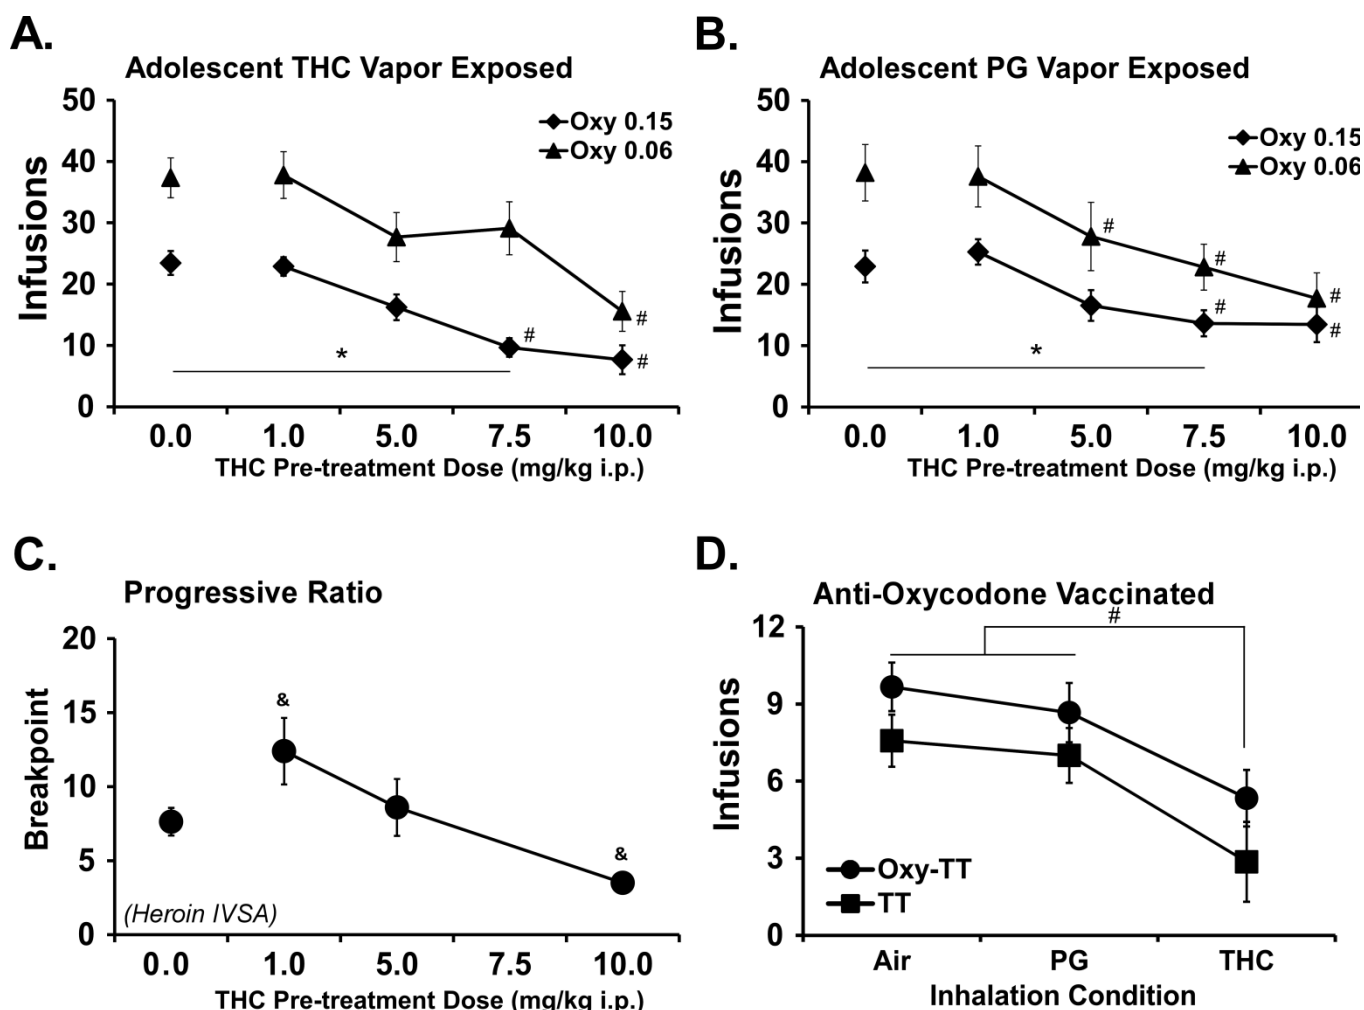 A.
Adolescent THC Vapor Exposed
50
40
30
20
10
0
Infusions
Oxy 0.15
Oxy 0.06
#
#
#
*
0.0 1.0 5.0 7.5 10.0
THC Pre-treatment Dose (mg/kg i.p.)
B.
Adolescent PG Vapor Exposed
50
40
30
20
10
0
Infusions
Oxy 0.15
Oxy 0.06
#
#
#
#
#
*
0.0 1.0 5.0 7.5 10.0
THC Pre-treatment Dose (mg/kg i.p.)
C.
Progressive Ratio
20
15
10
5
0
Breakpoint
&
&
(Heroin IVSA)
0.0 1.0 5.0 7.5 10.0
THC Pre-treatment Dose (mg/kg i.p.)
D.
Anti-Oxycodone Vaccinated
12
9
6
3
0
Infusions
#
Oxy-TT
TT
Air PG THC
Inhalation Condition